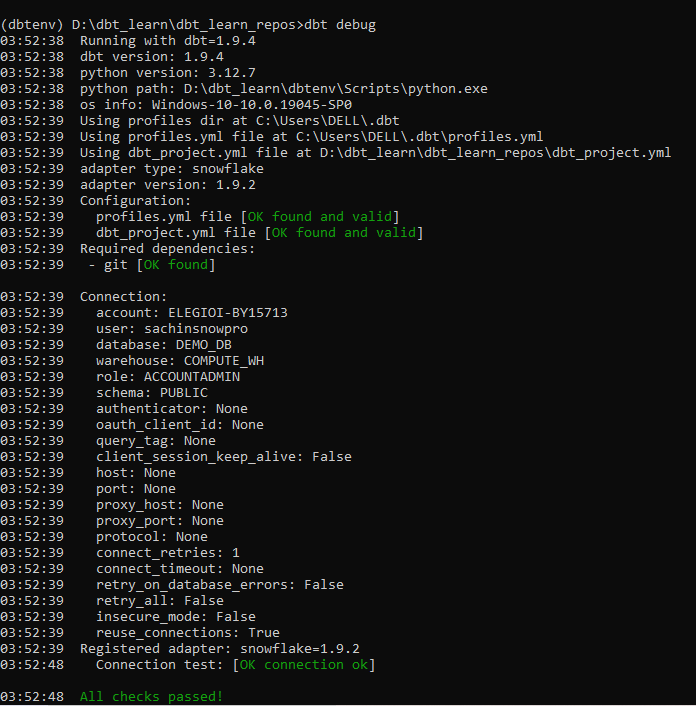 (dbtenv) D:\dbt_learn\dbt_learn_repos>dbt debug
03:52:38  Running with dbt=1.9.4
03:52:38  dbt version: 1.9.4
03:52:38  python version: 3.12.7
03:52:38  python path: D:\dbt_learn\dbtenv\Scripts\python.exe
03:52:38  os info: Windows-10-10.0.19045-SP0
03:52:39  Using profiles dir at C:\Users\DELL\.dbt
03:52:39  Using profiles.yml file at C:\Users\DELL\.dbt\profiles.yml
03:52:39  Using dbt_project.yml file at D:\dbt_learn\dbt_learn_repos\dbt_project.yml
03:52:39  adapter type: snowflake
03:52:39  adapter version: 1.9.2
03:52:39  Configuration:
03:52:39    profiles.yml file [OK found and valid]
03:52:39    dbt_project.yml file [OK found and valid]
03:52:39  Required dependencies:
03:52:39   - git [OK found]
03:52:39  Connection:
03:52:39    account: ELEGIOI-BY15713
03:52:39    user: sachinsnowpro
03:52:39    database: DEMO_DB
03:52:39    warehouse: COMPUTE_WH
03:52:39    role: ACCOUNTADMIN
03:52:39    schema: PUBLIC
03:52:39    authenticator: None
03:52:39    oauth_client_id: None
03:52:39    query_tag: None
03:52:39    client_session_keep_alive: False
03:52:39    host: None
03:52:39    port: None
03:52:39    proxy_host: None
03:52:39    proxy_port: None
03:52:39    protocol: None
03:52:39    connect_retries: 1
03:52:39    connect_timeout: None
03:52:39    retry_on_database_errors: False
03:52:39    retry_all: False
03:52:39    insecure_mode: False
03:52:39    reuse_connections: True
03:52:39  Registered adapter: snowflake=1.9.2
03:52:48    Connection test: [OK connection ok]
03:52:48  All checks passed!